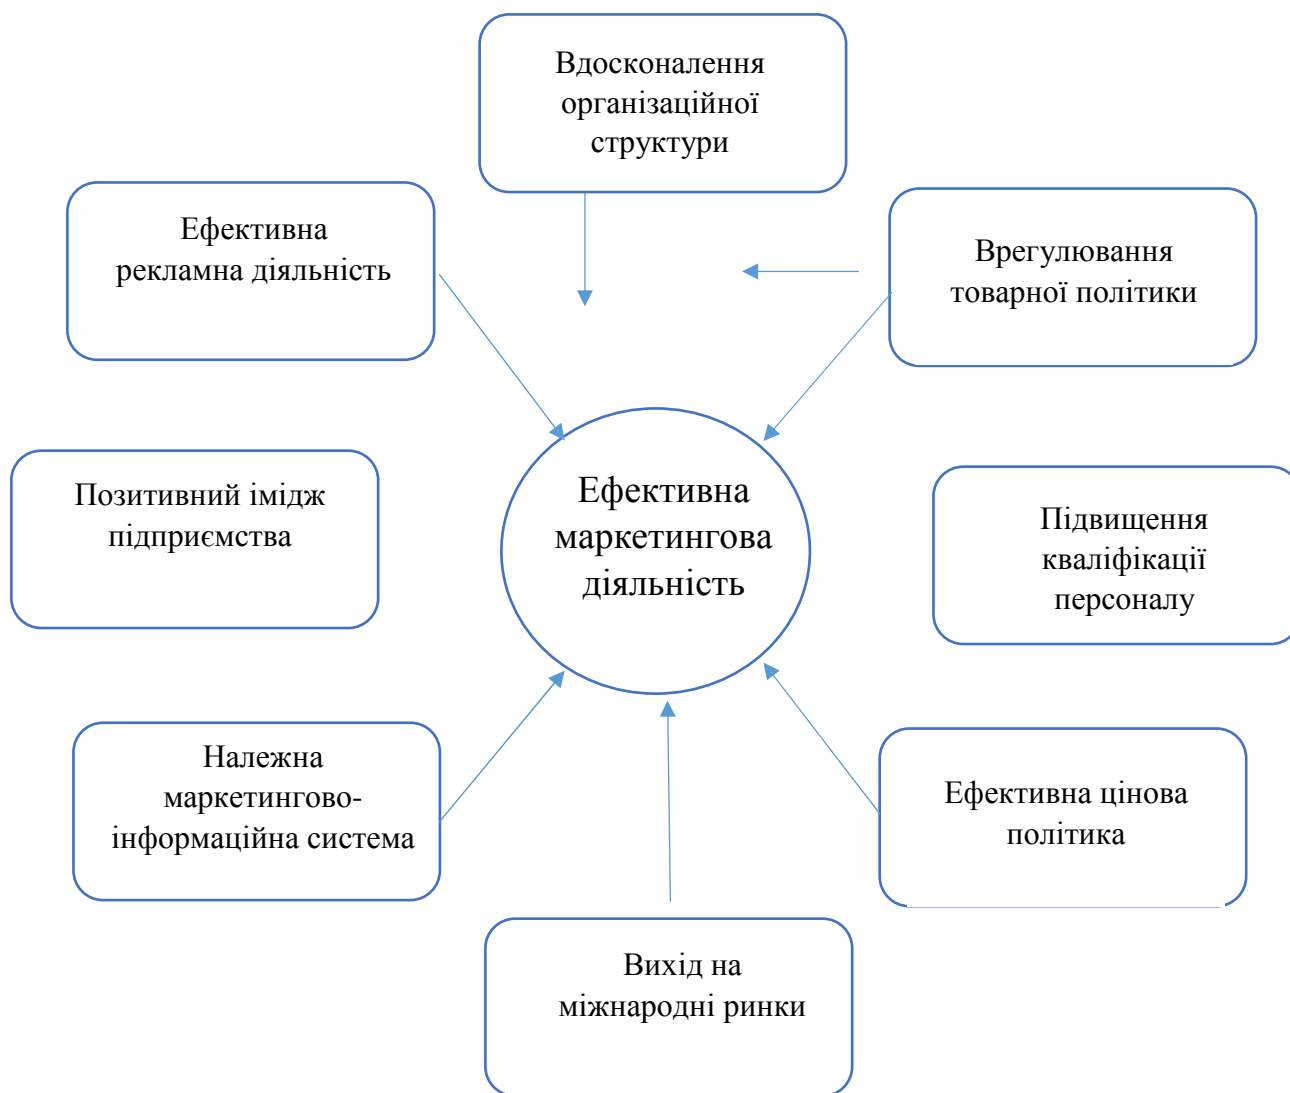 Вдосконалення
організаційної
структури
Ефективна
рекламна діяльність
Врегулювання
товарної політики
Позитивний імідж
підприємства
Ефективна
маркетингова
діяльність
Підвищення
кваліфікації
персоналу
Належна
маркетингово-
інформаційна система
Ефективна цінова
політика
Вихід на
міжнародні ринки